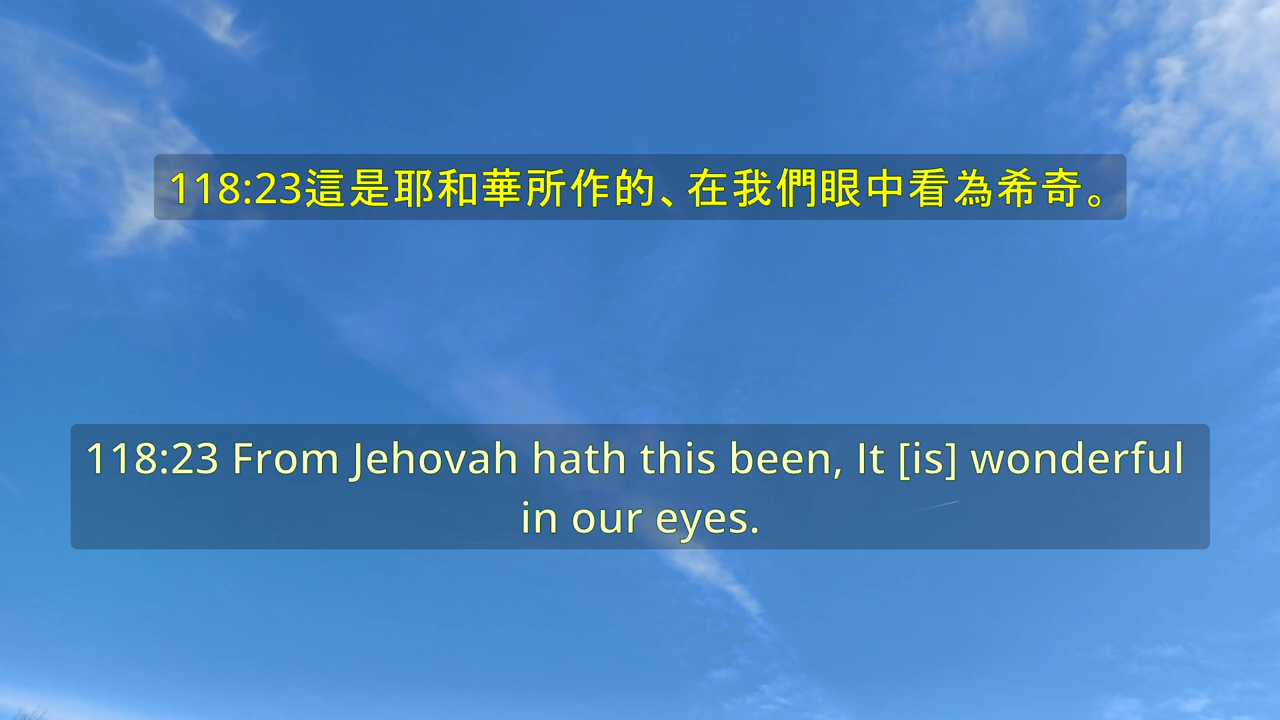 118:23這是耶和華所作的、在我們眼中看為希奇。
118:23 From Jehovah hath this been, It [is] wonderful
in our eyes.